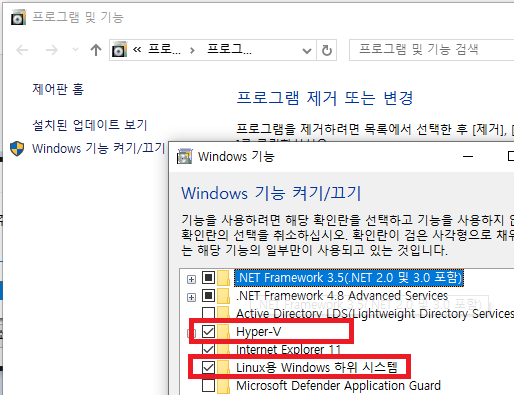 프로그램 및 기능
« 프로... > 프로그...
프로그램 및 기능 검색
제어판 홈
설치된 업데이트 보기
Windows 기능 켜기/끄기
프로그램 제거 또는 변경
프로그램을 제거하려면 목록에서 선택한 후 [제거], [
Windows 기능
Windows 기능 켜기/끄기
기능을 사용하려면 해당 확인란을 선택하고 기능을 사용하지 않
확인란의 선택을 취소하십시오. 확인란이 검은 사각형으로 채워
는 해당 기능의 일부만이 사용되고 있는 것입니다.
.NET Framework 3.5(.NET 2.0 및 3.0 포함)
.NET Framework 4.8 Advanced Services
Active Directory LDS(Lightweight Directory Services
Hyper-V
Internet Explorer 11
Linux용 Windows 하위 시스템
Microsoft Defender Application Guard